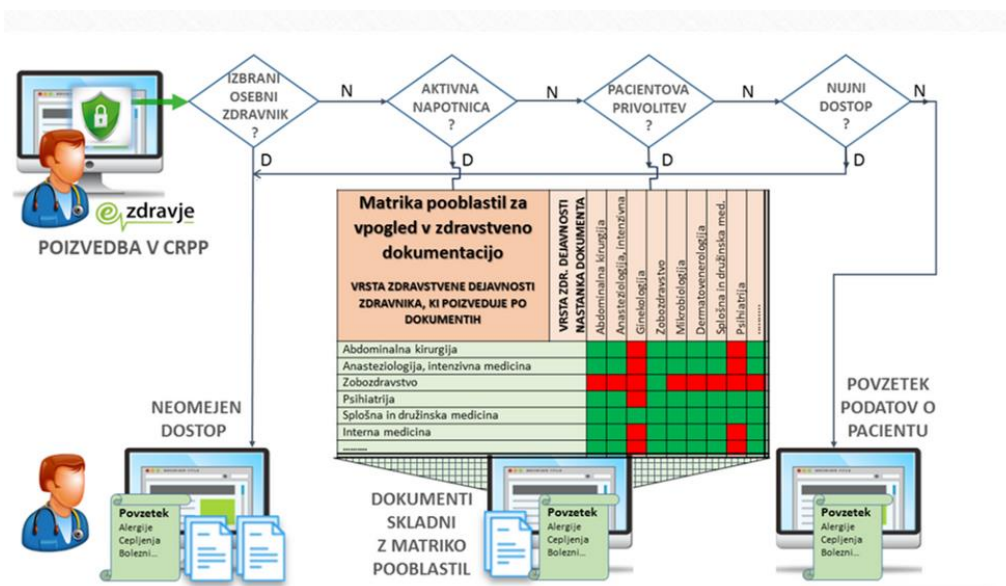 IZBRANI
OSEBNI
ZDRAVNIK
?
N
AKTIVNA
NAPOTNICA
?
N
PACIENTOVA
PRIVOLITEV
?
N
NUJNI
DOSTOP
?
N
D
D
D
D
e zdravje
POIZVEDBA V CRPP
Matrika pooblastil za
vpogled v zdravstveno
dokumentacijo
VRSTA ZDRAVSTVENE DEJAVNOSTI
ZDRAVNIKA, KI POIZVEDUJE PO
DOKUMENTIH
VRSTA ZDR. DEJAVNOSTI
NASTANKA DOKUMENTA
Abdominalna kirurgija
Anasteziologija, intenzivna
Ginekologija
Zobozdravstvo
Mikrobiologija
Dermatovenerologija
Splošna in družinska med.
Psihiatrija
.........
Abdominalna kirurgija
Anasteziologija, intenzivna medicina
Zobozdravstvo
Psihiatrija
Splošna in družinska medicina
Interna medicina
.........
NEOMEJEN
DOSTOP
Povzetek
Alergije
Cepljenja
Bolezni...
DOKUMENTI
SKLADNI
Z MATRIKO
POOBLASTIL
Povzetek
Alergije
Cepljenja
Bolezni...
POVZETEK
PODATOV O
PACIENTU
Povzetek
Alergije
Cepljenja
Bolezni...